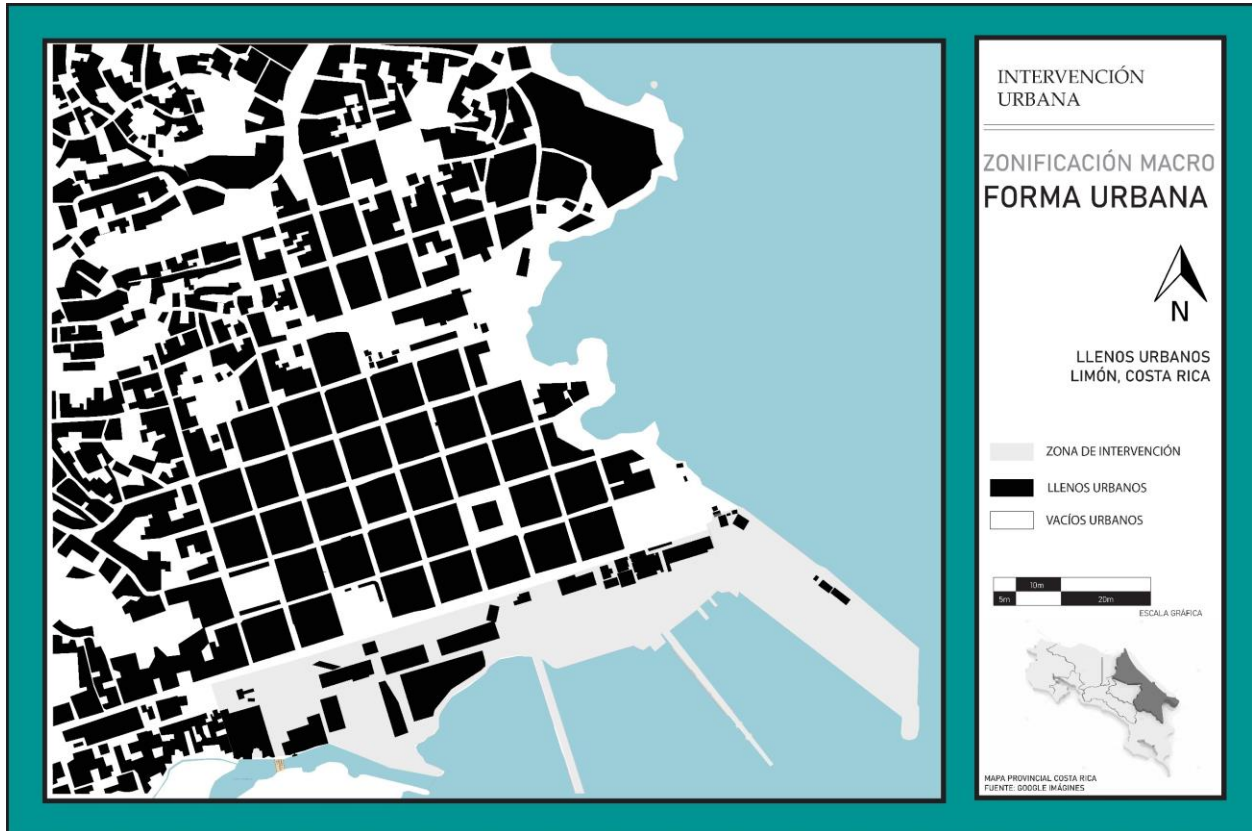 INTERVENCIÓN
URBANA
ZONIFICACIÓN MACRO
FORMA URBANA
N
LLENOS URBANOS
LIMÓN, COSTA RICA
ZONA DE INTERVENCIÓN
LLENOS URBANOS
VACÍOS URBANOS
10m
5m 20m
ESCALA GRÁFICA
MAPA PROVINCIAL COSTA RICA
FUENTE: GOOGLE IMÁGINES